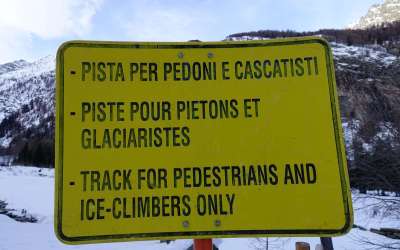 - PISTA PER PEDONI E CASCATISTI
- PISTE POUR PIETONS ET
GLACIARISTES
- TRACK FOR PEDESTRIANS AND
ICE-CLIMBERS ONLY